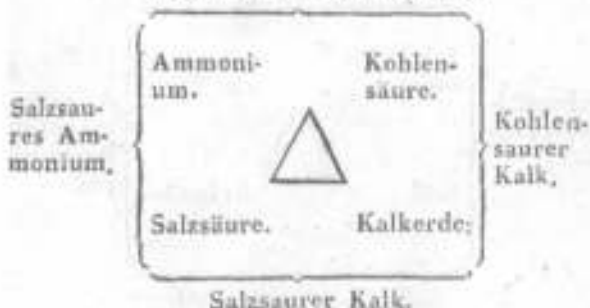 Ammoni-
um.
Kohlen-
säure.
Salzsau-
res Am-
monium.
Kohlen-
saurer
Kalk.
Salzsäure.
Kalkerde.
Salzsaurer Kalk.